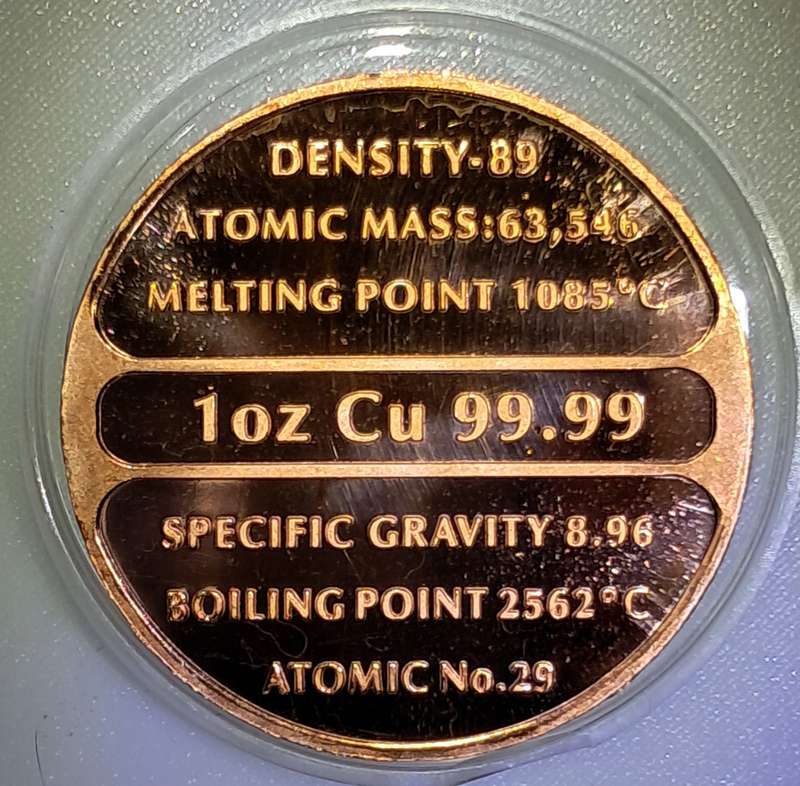 DENSITY-89
ATOMIC MASS:63,546
MELTING POINT 1085°C
1oz Cu 99.99
SPECIFIC GRAVITY 8.96
BOILING POINT 2562°C
ATOMIC No.29